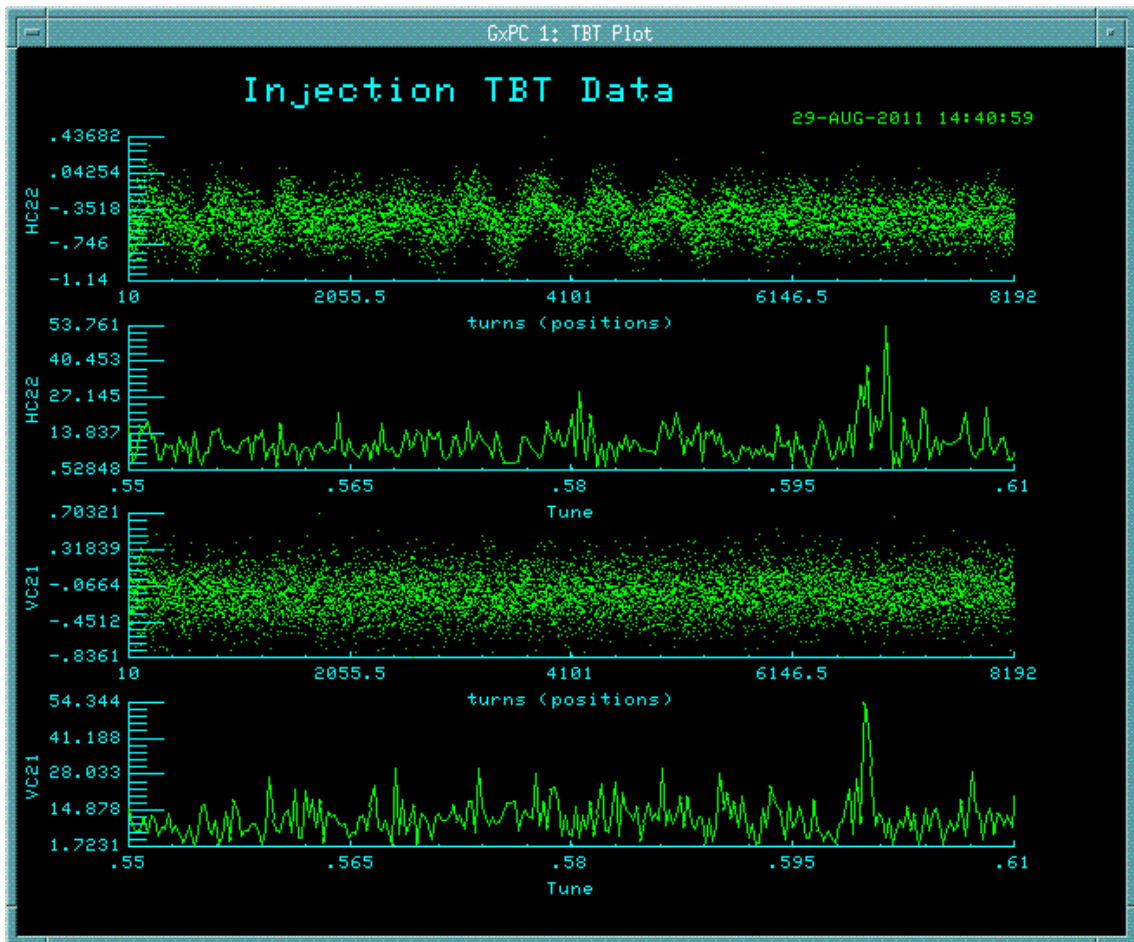 GxPC 1: TBT Plot
Injection TBT Data
29-AUG-2011 14:40:59
.43682
.04254
-.3518
-.746
-1.14
HC22
10 2055.5 4101 6146.5 8192
turns (positions)
53.761
40.453
27.145
13.837
.52848
HC22
.55 .565 .58 .595 .61
Tune
.70321
.31839
-.0664
-.4512
-.8361
VC21
10 2055.5 4101 6146.5 8192
turns (positions)
54.344
41.188
28.033
14.878
1.7231
VC21
.55 .565 .58 .595 .61
Tune